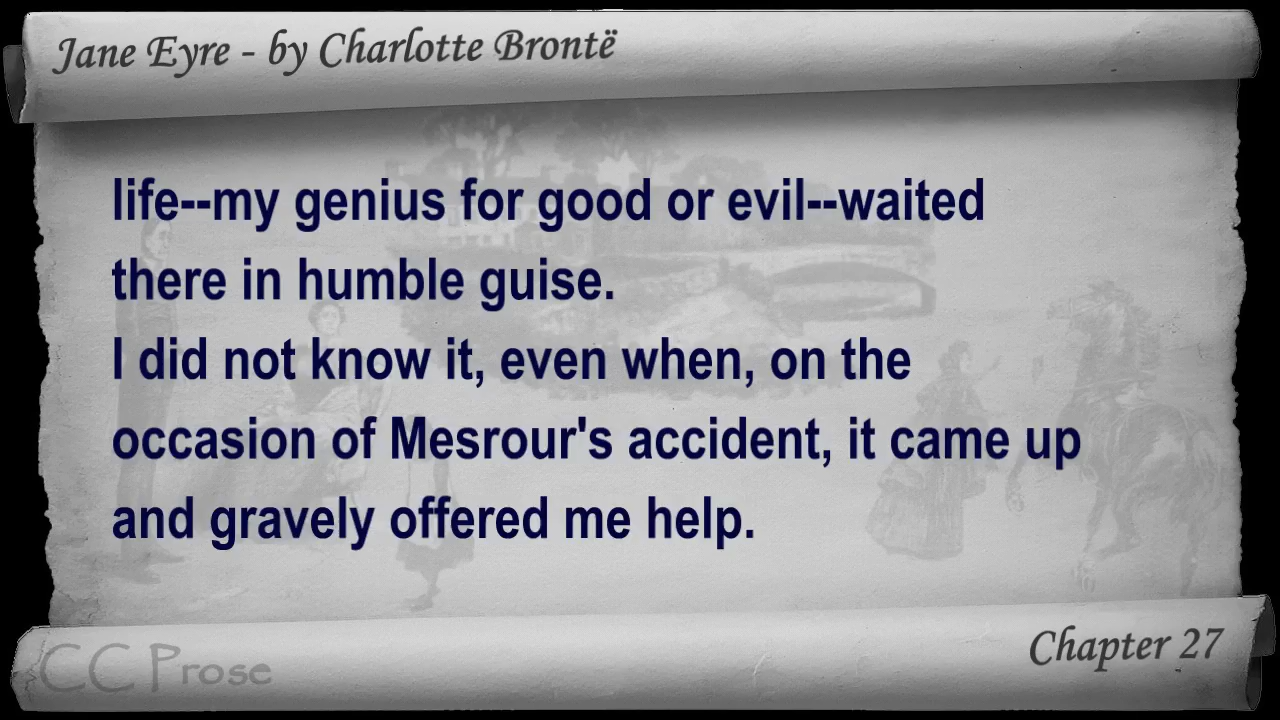 Jane Eyre - by Charlotte Brontë
life--my genius for good or evil--waited
there in humble guise.
I did not know it, even when, on the
occasion of Mesrour's accident, it came up
and gravely offered me help.
Chapter 27
CC Prose